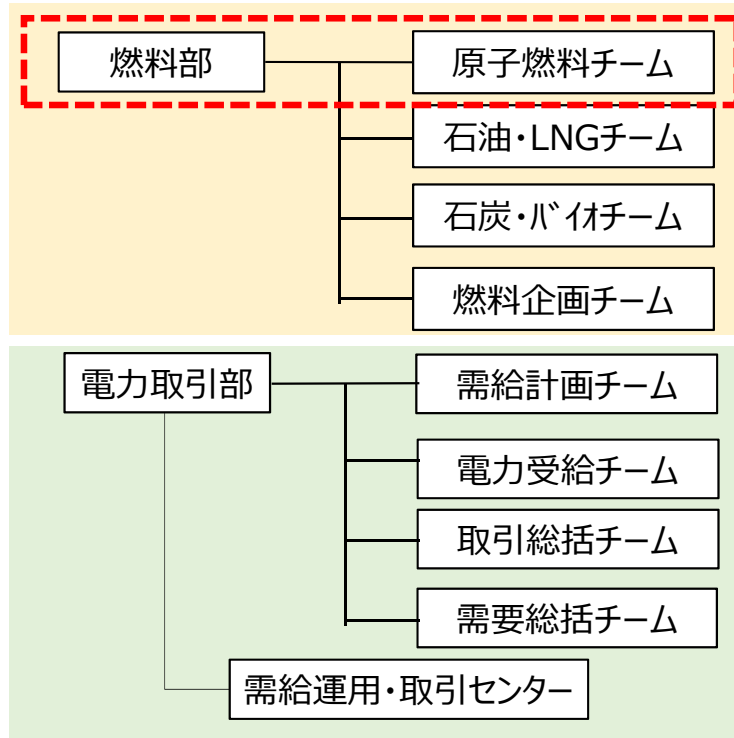 燃料部
原子燃料チーム
石油・LNGチーム
石炭・バイオチーム
燃料企画チーム
電力取引部
需給計画チーム
電力受給チーム
取引総括チーム
需要総括チーム
需給運用・取引センター